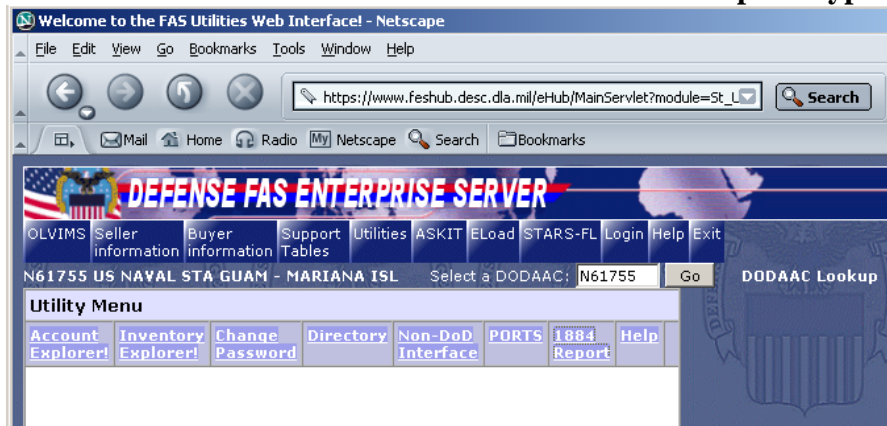 Welcome to the FAS Utilities Web Interface! - Netscape
File Edit View Go Bookmarks Tools Window Help
https://www.feshub.desc.dla.mil/eHub/MainServlet?module=St_U Search
Mail Home Radio My Netscape Search Bookmarks
DEFENSE FAS ENTERPRISE SERVER
OLVIMS Seller information Buyer information Support Tables Utilities ASKIT ELoad STARS-FL Login Help Exit
N61755 US NAVAL STA GUAM - MARIANA ISL Select a DODAAC: N61755 Go DODAAC Lookup
Utility Menu
Account Explorer! Inventory Explorer! Change Password Directory Non-DoD Interface PORTS 1884 Report Help